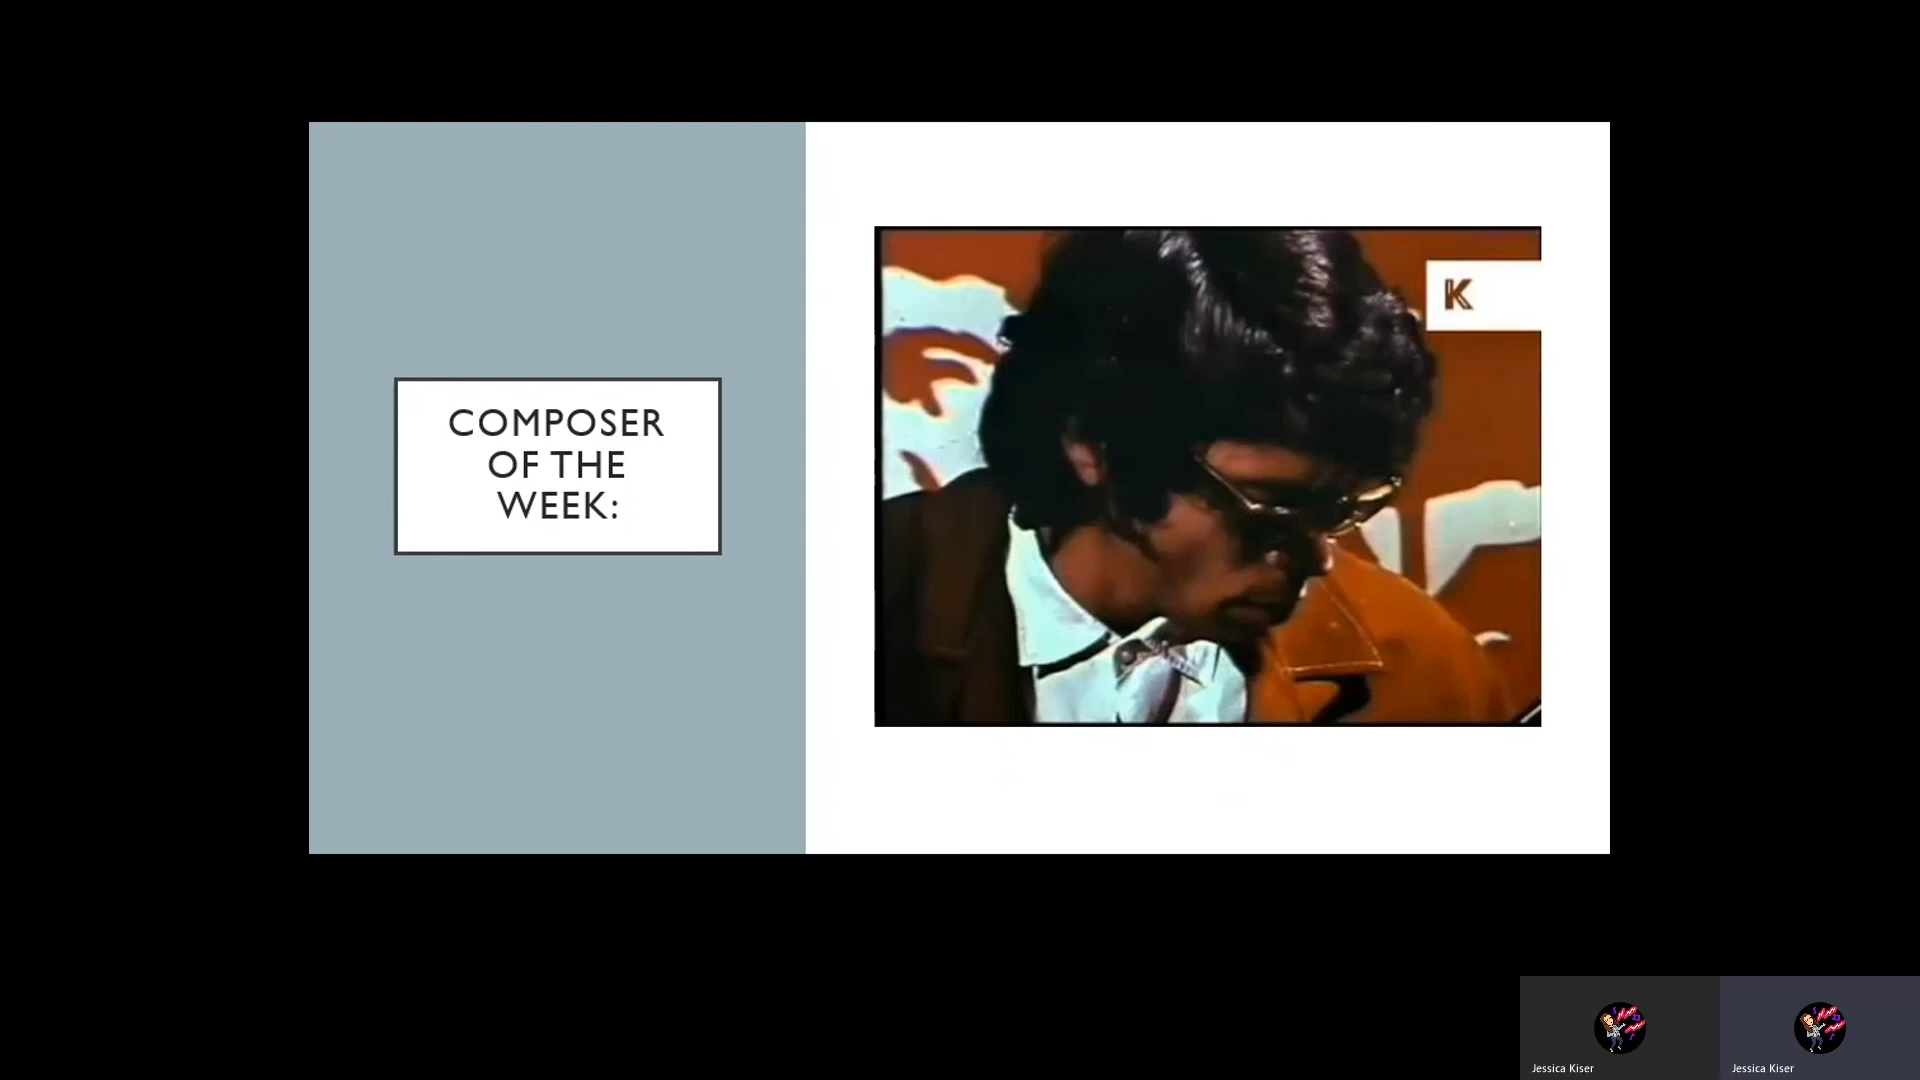 COMPOSER
OF THE
WEEK:
K
Jessica Kiser
Jessica Kiser